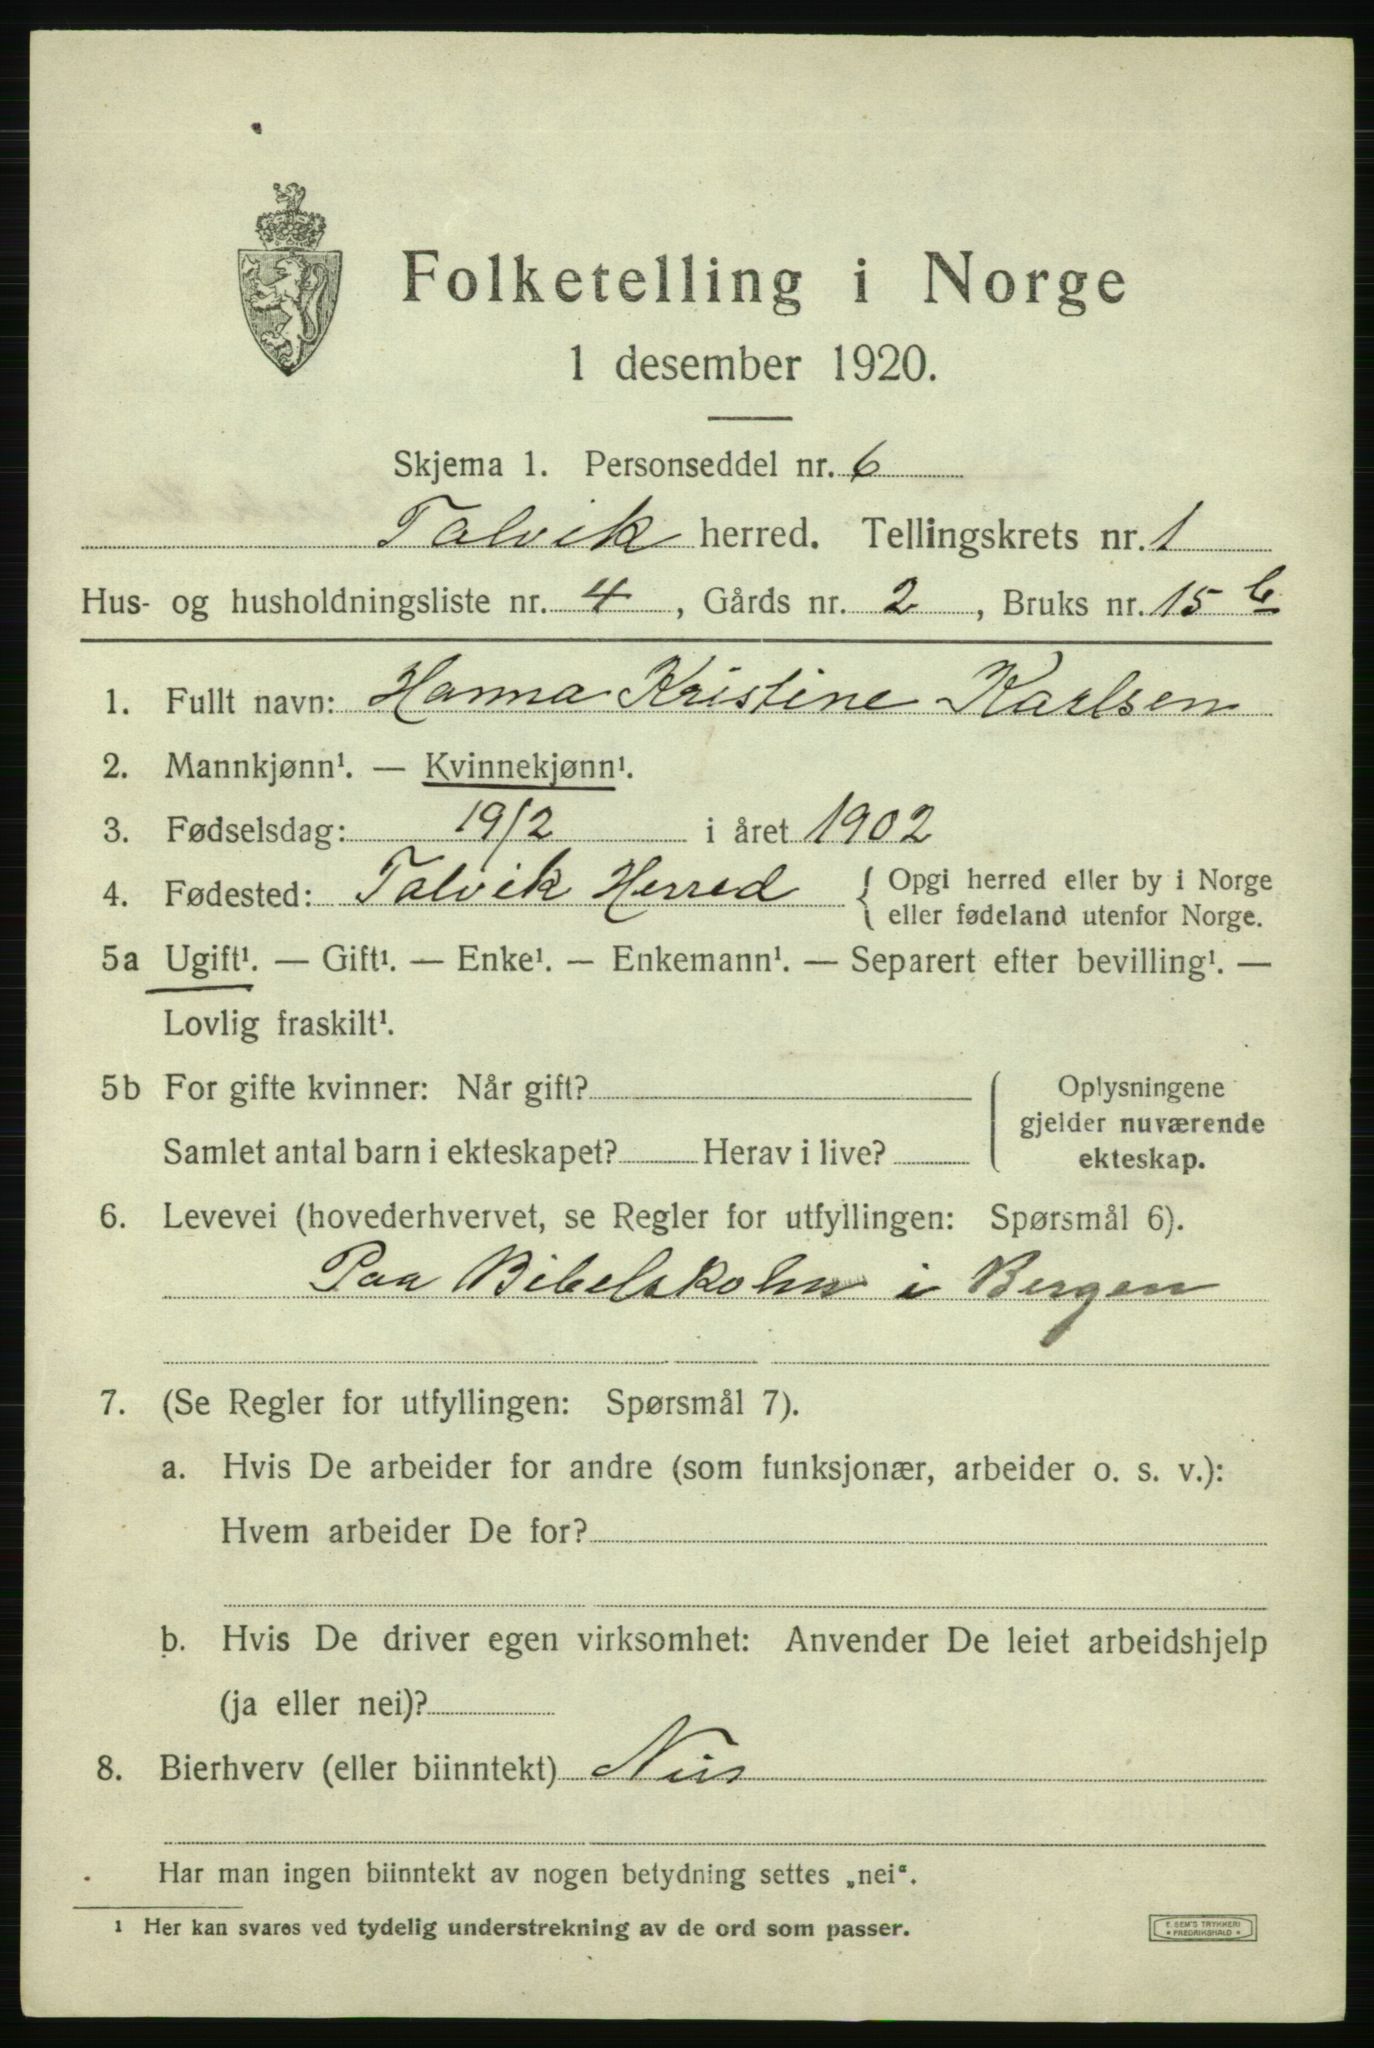 Folketelling i Norge
1 desember 1920.
Skjema 1. Personseddel nr. 6
Talvik herred. Tellingskrets nr. 1
Hus- og husholdningsliste nr. 4, Gårds nr. 2, Bruks nr. 15 b
1. Fullt navn: Hanna Kristine Karlsen
2. Mannkjønn¹. — Kvinnekjønn¹.
3. Fødselsdag: 19/2 i året 1902
4. Fødested: Talvik Herred { Opgi herred eller by i Norge
eller fødeland utenfor Norge.
5a Ugift¹. — Gift¹. — Enke¹. — Enkemann¹. — Separert efter bevilling¹. —
Lovlig fraskilt¹.
5b For gifte kvinner: Når gift?
Samlet antal barn i ekteskapet? Herav i live?
Oplysningene
gjelder nuværende
ekteskap.
6. Levevei (hovederhvervet, se Regler for utfyllingen: Spørsmål 6).
Paa Bibelskolen i Bergen
7. (Se Regler for utfyllingen: Spørsmål 7).
a. Hvis De arbeider for andre (som funksjonær, arbeider o. s. v.):
Hvem arbeider De for?
b. Hvis De driver egen virksomhet: Anvender De leiet arbeidshjelp
(ja eller nei)?
8. Bierhverv (eller biinntekt)
Har man ingen biinntekt av nogen betydning settes „nei“.
¹ Her kan svares ved tydelig understrekning av de ord som passer.
E. SEM'S TRYKKERI
FREDRIKSHALD